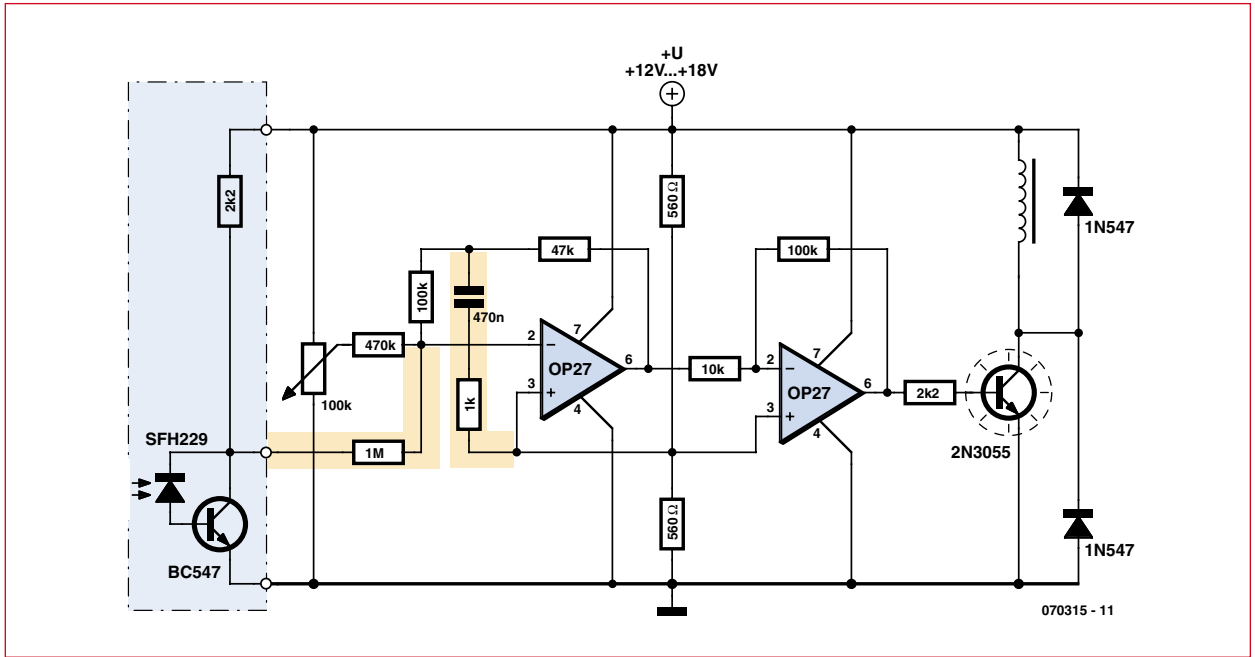 +U
+12V...+18V
2k2
560Ω
1N547
47k
100k
100k
470n
7
7
2
470k
OP27
6
10k
2
OP27
6
2k2
3
3
100k
1k
4
4
SFH229
1M
2N3055
560Ω
1N547
BC547
070315 - 11